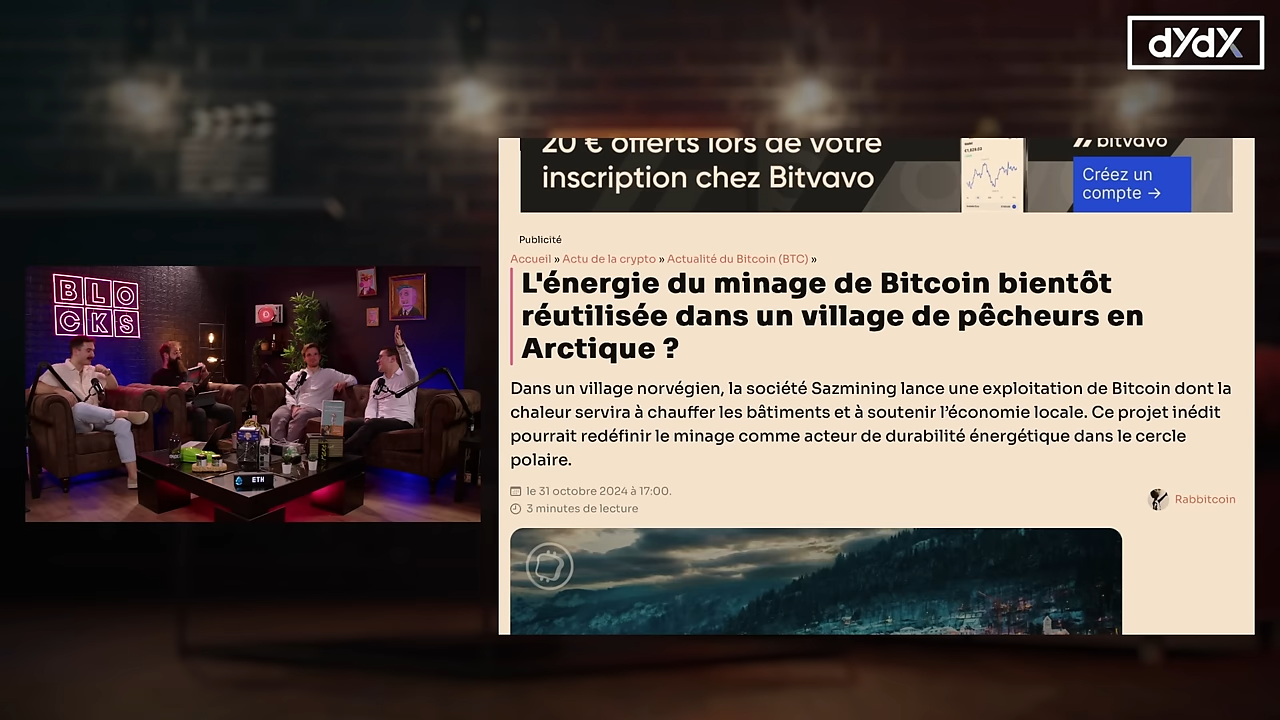 dYdX
20 € offerts lors de votre
inscription chez Bitvavo
bitvavo
Créez un
compte →
Publicité
Accueil » Actu de la crypto » Actualité du Bitcoin (BTC) »
L'énergie du minage de Bitcoin bientôt
réutilisée dans un village de pêcheurs en
Arctique ?
Dans un village norvégien, la société Sazmining lance une exploitation de Bitcoin dont la
chaleur servira à chauffer les bâtiments et à soutenir l’économie locale. Ce projet inédit
pourrait redéfinir le minage comme acteur de durabilité énergétique dans le cercle
polaire.
le 31 octobre 2024 à 17:00.
3 minutes de lecture
Rabbitcoin
BLO
CKS
ETH